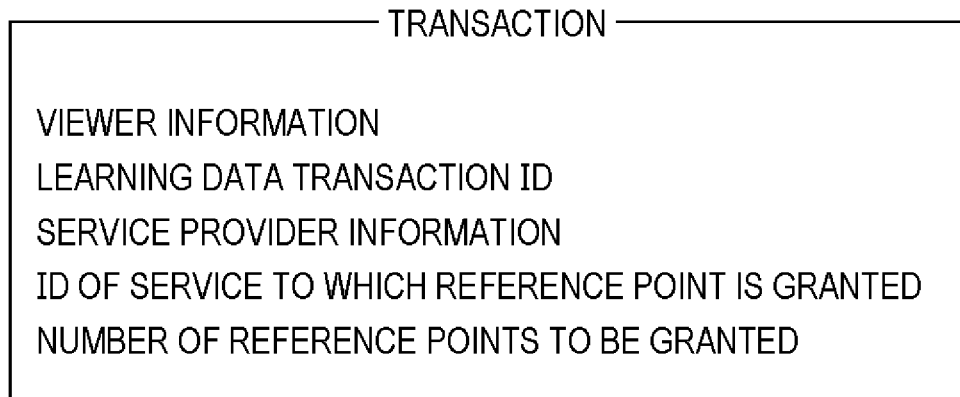 TRANSACTION
VIEWER INFORMATION
LEARNING DATA TRANSACTION ID
SERVICE PROVIDER INFORMATION
ID OF SERVICE TO WHICH REFERENCE POINT IS GRANTED
NUMBER OF REFERENCE POINTS TO BE GRANTED